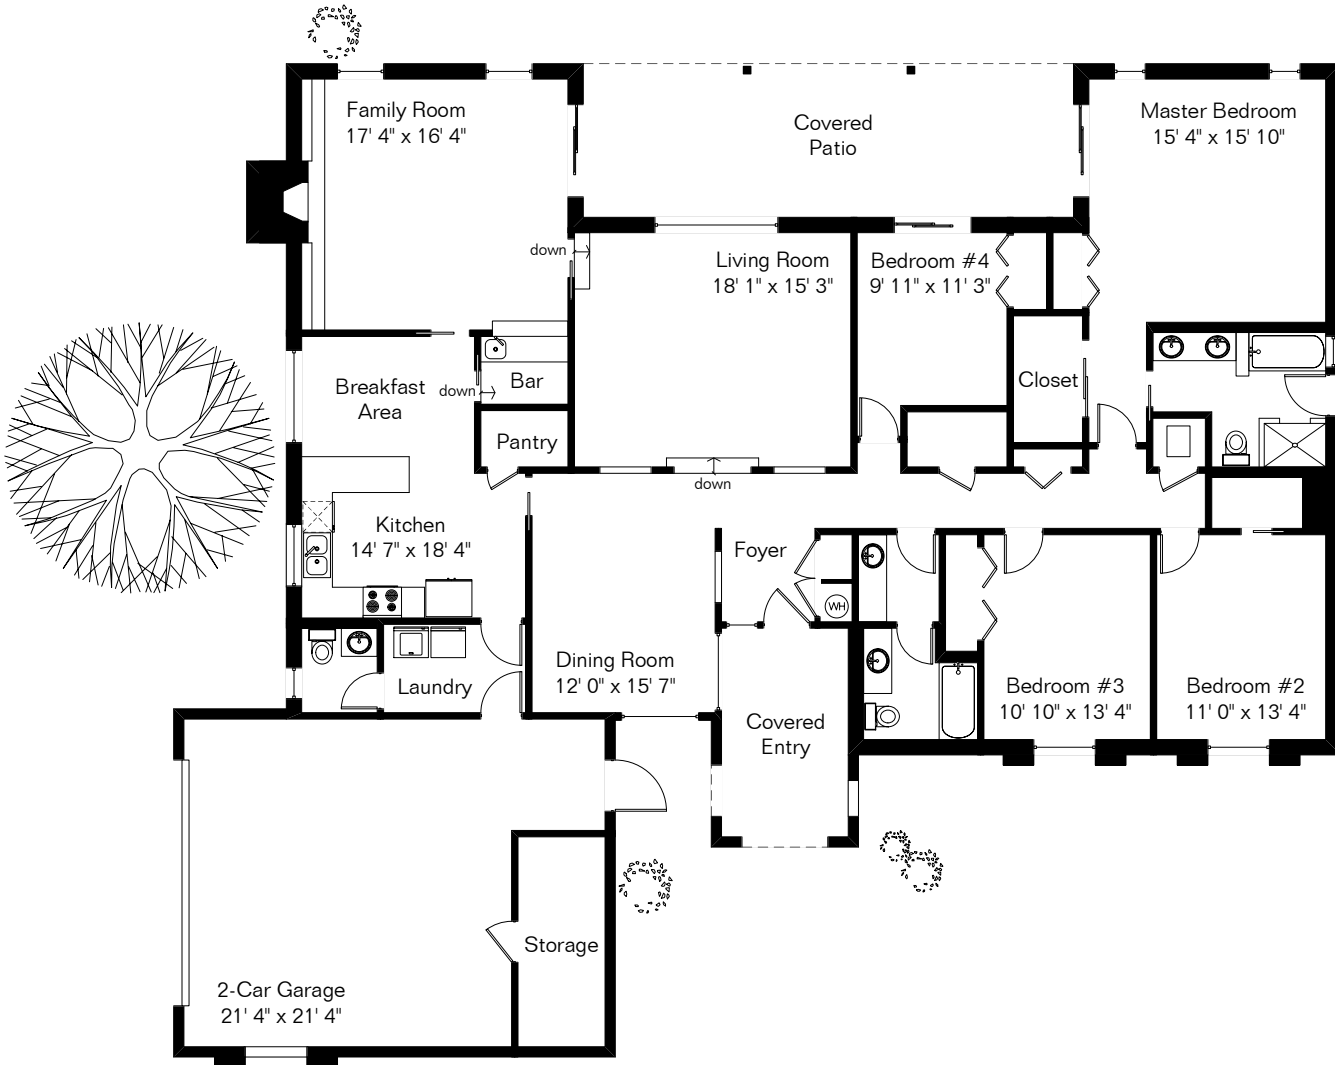 Family Room
17' 4" x 16' 4"
Covered
Patio
Master Bedroom
15' 4" x 15' 10"
down
Living Room
18' 1" x 15' 3"
Bedroom #4
9' 11" x 11' 3"
Breakfast
Area
down
Bar
Closet
Pantry
down
Kitchen
14' 7" x 18' 4"
Foyer
WH
Laundry
Dining Room
12' 0" x 15' 7"
Bedroom #3
10' 10" x 13' 4"
Bedroom #2
11' 0" x 13' 4"
Covered
Entry
Storage
2-Car Garage
21' 4" x 21' 4"